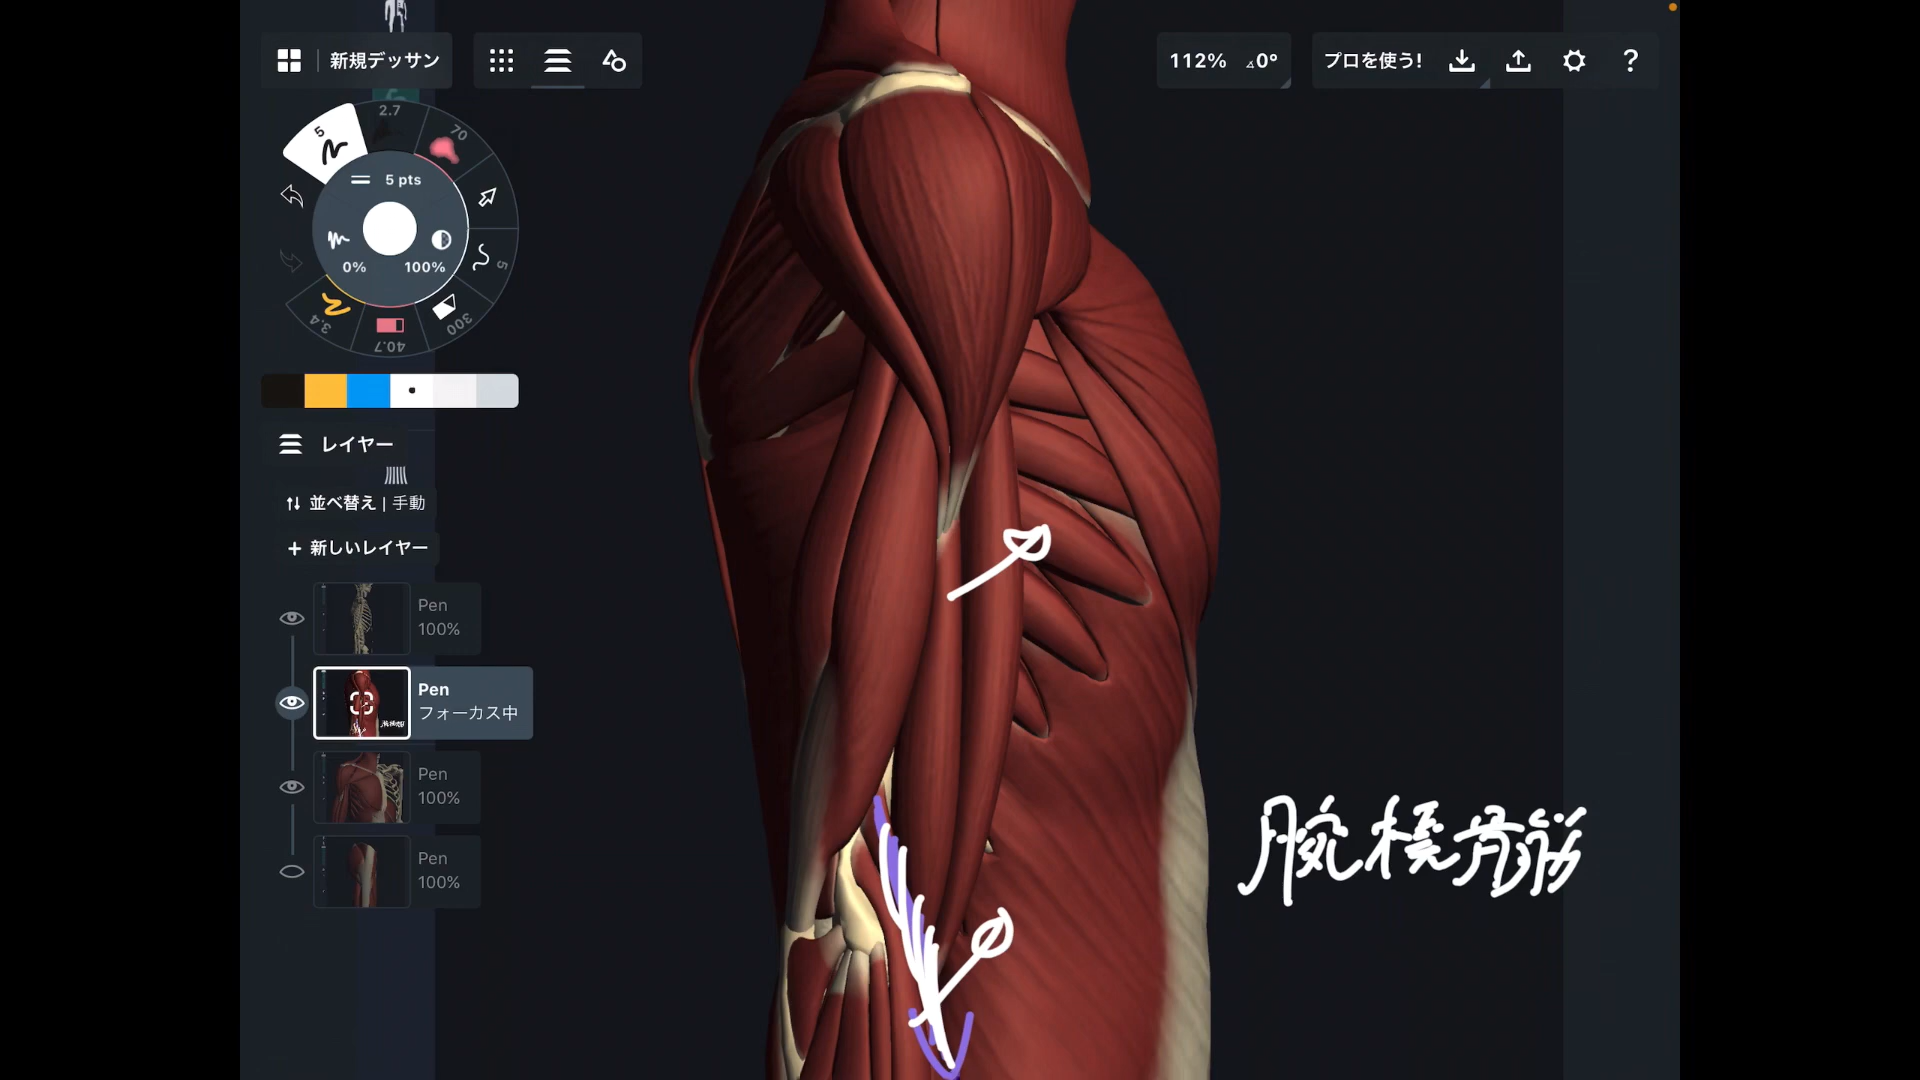 新規デッサン
112% ⊿0°
プロを使う!
?
2.7
5
70
5 pts
5
0%
100%
3.4
40.7
300
レイヤー
並べ替え | 手動
+ 新しいレイヤー
Pen
100%
Pen
フォーカス中
Pen
100%
Pen
100%
腕橈骨筋